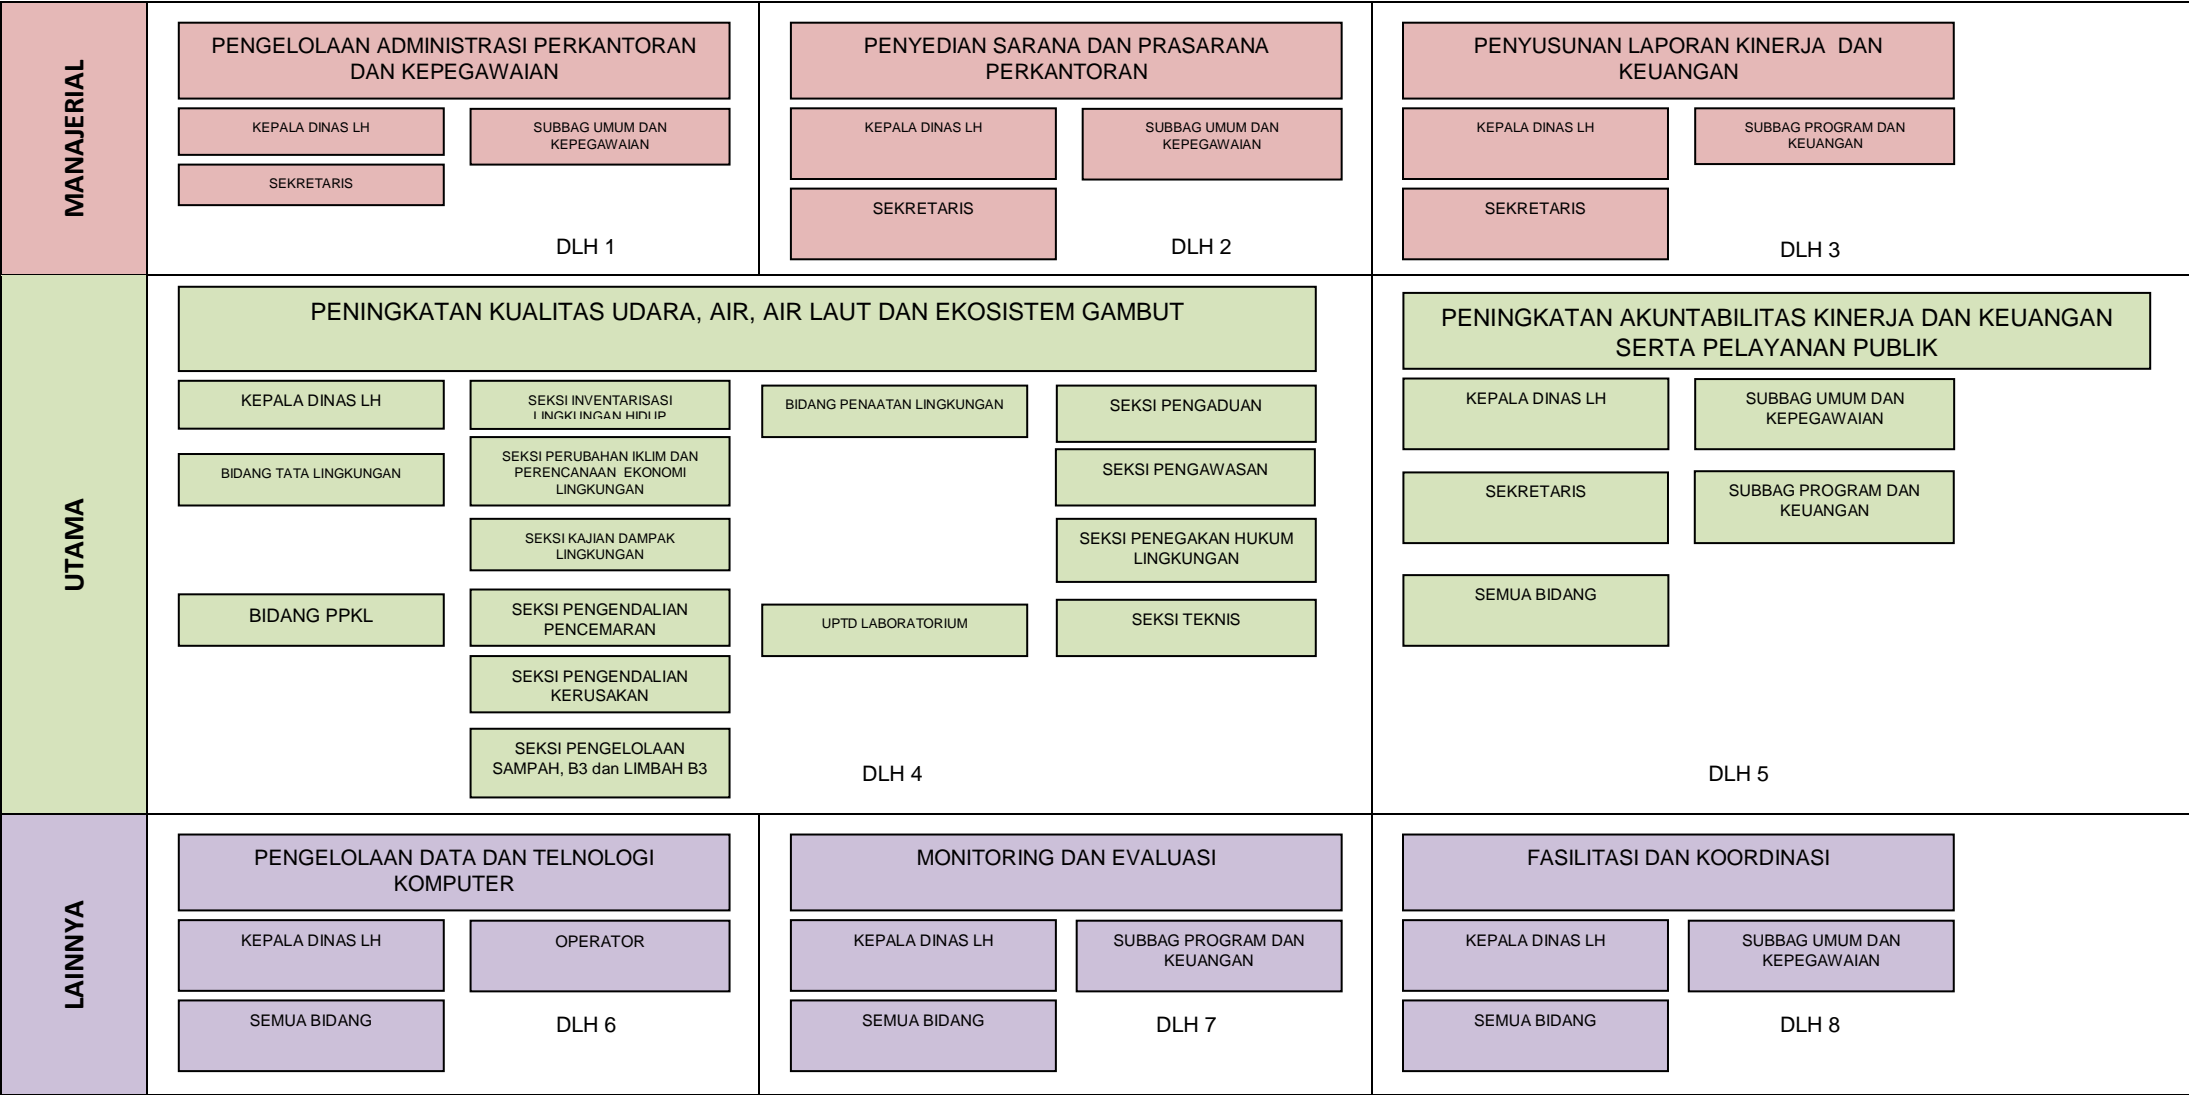 MANAJERIAL
PENGELOLAAN ADMINISTRASI PERKANTORAN
DAN KEPEGAWAIAN
KEPALA DINAS LH
SUBBAG UMUM DAN
KEPEGAWAIAN
SEKRETARIS
DLH 1
PENYEDIAN SARANA DAN PRASARANA
PERKANTORAN
KEPALA DINAS LH
SUBBAG UMUM DAN
KEPEGAWAIAN
SEKRETARIS
DLH 2
PENYUSUNAN LAPORAN KINERJA  DAN
KEUANGAN
KEPALA DINAS LH
SUBBAG PROGRAM DAN
KEUANGAN
SEKRETARIS
DLH 3
UTAMA
PENINGKATAN KUALITAS UDARA, AIR, AIR LAUT DAN EKOSISTEM GAMBUT
KEPALA DINAS LH
SEKSI INVENTARISASI
LINGKUNGAN HIDUP
BIDANG TATA LINGKUNGAN
SEKSI PERUBAHAN IKLIM DAN
PERENCANAAN  EKONOMI
LINGKUNGAN
SEKSI KAJIAN DAMPAK
LINGKUNGAN
BIDANG PPKL
SEKSI PENGENDALIAN
PENCEMARAN
SEKSI PENGENDALIAN
KERUSAKAN
SEKSI PENGELOLAAN
SAMPAH, B3 dan LIMBAH B3
BIDANG PENAATAN LINGKUNGAN
SEKSI PENGADUAN
SEKSI PENGAWASAN
SEKSI PENEGAKAN HUKUM
LINGKUNGAN
UPTD LABORATORIUM
SEKSI TEKNIS
DLH 4
PENINGKATAN AKUNTABILITAS KINERJA DAN KEUANGAN
SERTA PELAYANAN PUBLIK
KEPALA DINAS LH
SUBBAG UMUM DAN
KEPEGAWAIAN
SEKRETARIS
SUBBAG PROGRAM DAN
KEUANGAN
SEMUA BIDANG
DLH 5
LAINNYA
PENGELOLAAN DATA DAN TELNOLOGI
KOMPUTER
KEPALA DINAS LH
OPERATOR
SEMUA BIDANG
DLH 6
MONITORING DAN EVALUASI
KEPALA DINAS LH
SUBBAG PROGRAM DAN
KEUANGAN
SEMUA BIDANG
DLH 7
FASILITASI DAN KOORDINASI
KEPALA DINAS LH
SUBBAG UMUM DAN
KEPEGAWAIAN
SEMUA BIDANG
DLH 8